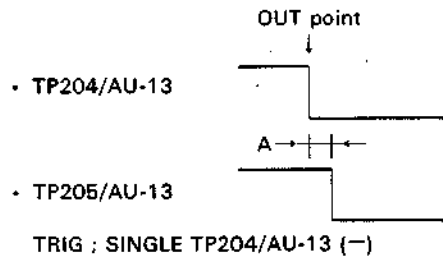 OUT point
• TP204/AU-13
A
• TP205/AU-13
TRIG ; SINGLE TP204/AU-13 (−)